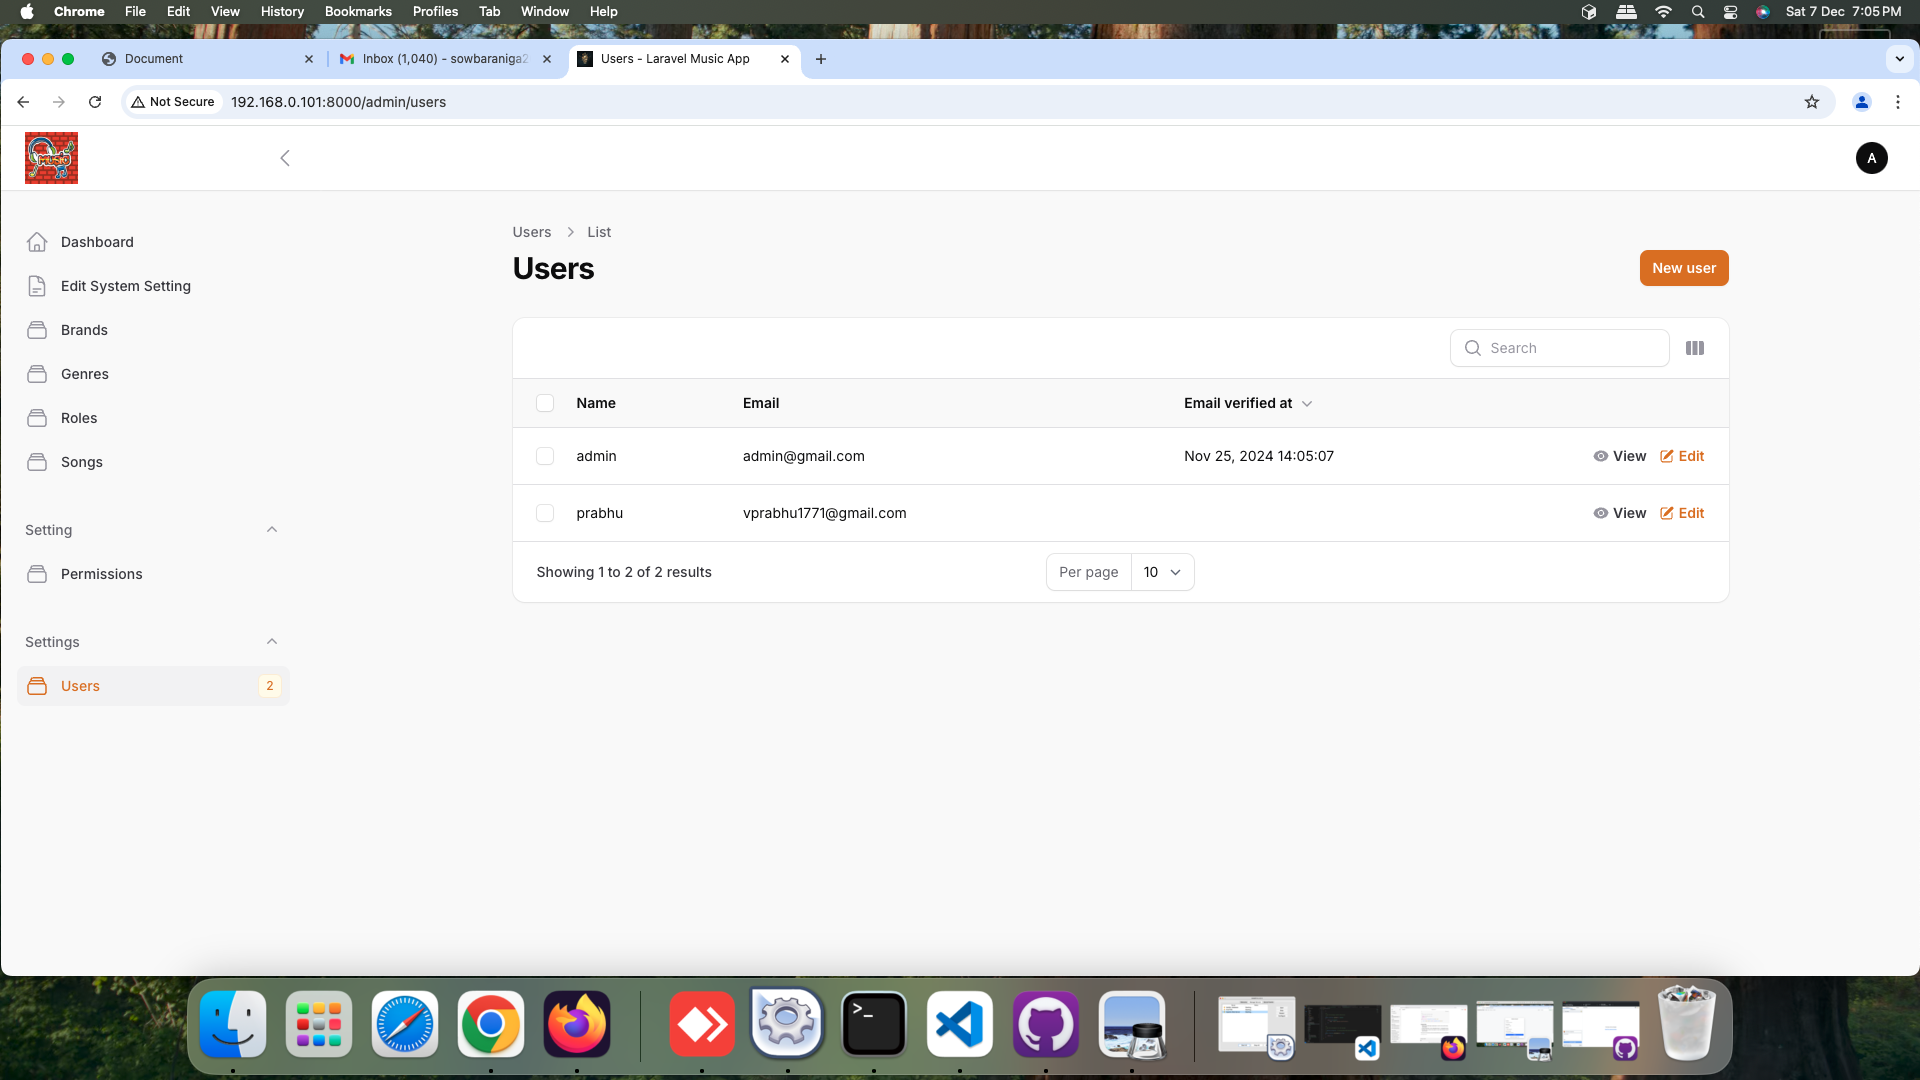 Chrome File Edit View History Bookmarks Profiles Tab Window Help Sat 7 Dec 7:05 PM
Document Inbox (1,040) - sowbaraniga2 Users - Laravel Music App
Not Secure 192.168.0.101:8000/admin/users
MUSIC A
Dashboard
Edit System Setting
Brands
Genres
Roles
Songs
Setting
Permissions
Settings
Users 2
Users List
Users New user
Search
Name Email Email verified at
admin admin@gmail.com Nov 25, 2024 14:05:07 View Edit
prabhu vprabhu1771@gmail.com View Edit
Showing 1 to 2 of 2 results Per page 10
>_